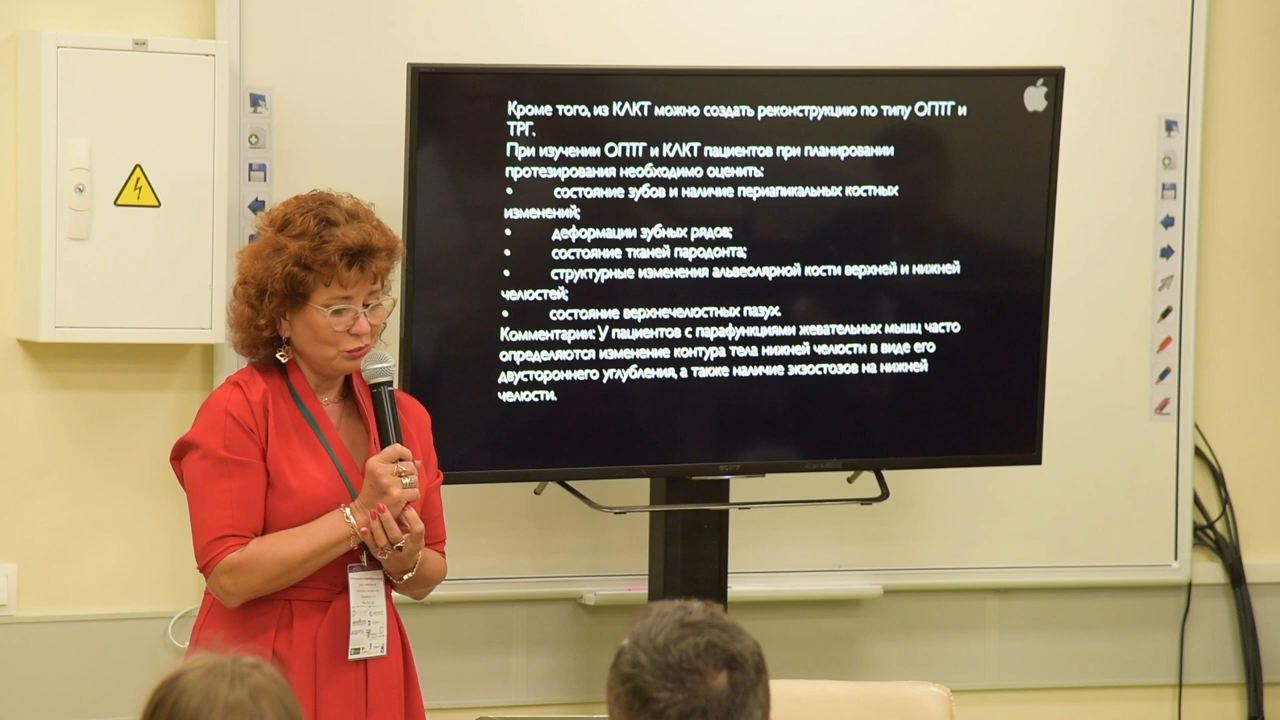 Кроме того, из КЛКТ можно создать реконструкцию по типу ОПТГ и
ТРГ.
При изучении ОПТГ и КЛКТ пациентов при планировании
протезирования необходимо оценить:
• состояние зубов и наличие периапикальных костных
изменений;
• деформации зубных рядов;
• состояние тканей пародонта;
• структурные изменения альвеолярной кости верхней и нижней
челюстей;
• состояние верхнечелюстных пазух.
Комментарии: У пациентов с парафункциями жевательных мышц часто
определяются изменение контура тела нижней челюсти в виде его
двустороннего углубления, а также наличие экзостозов на нижней
челюсти.
SONY